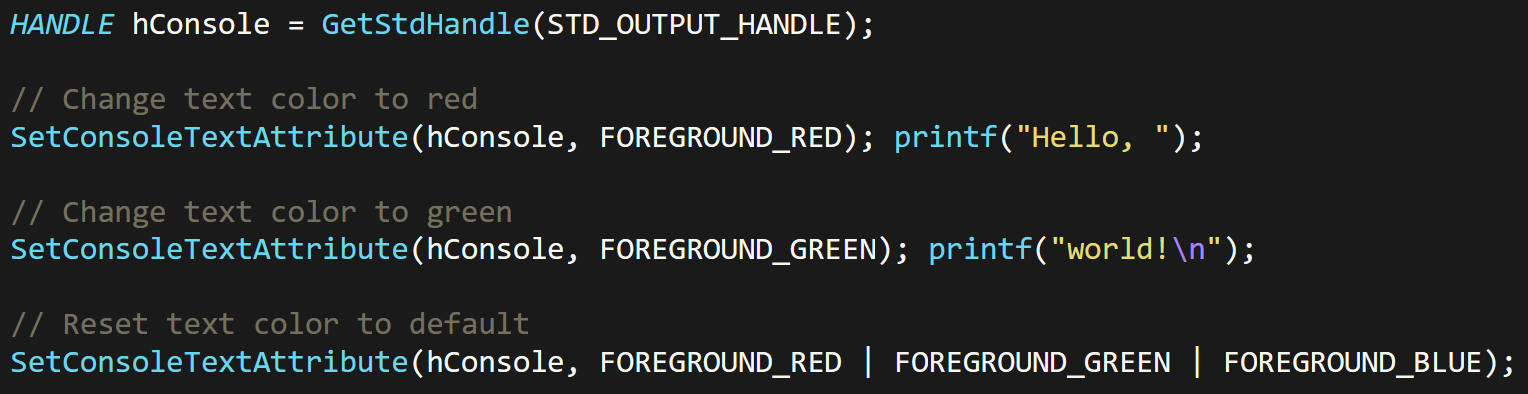 HANDLE hConsole = GetStdHandle(STD_OUTPUT_HANDLE);
// Change text color to red
SetConsoleTextAttribute(hConsole, FOREGROUND_RED); printf("Hello, ");
// Change text color to green
SetConsoleTextAttribute(hConsole, FOREGROUND_GREEN); printf("world!\n");
// Reset text color to default
SetConsoleTextAttribute(hConsole, FOREGROUND_RED | FOREGROUND_GREEN | FOREGROUND_BLUE);